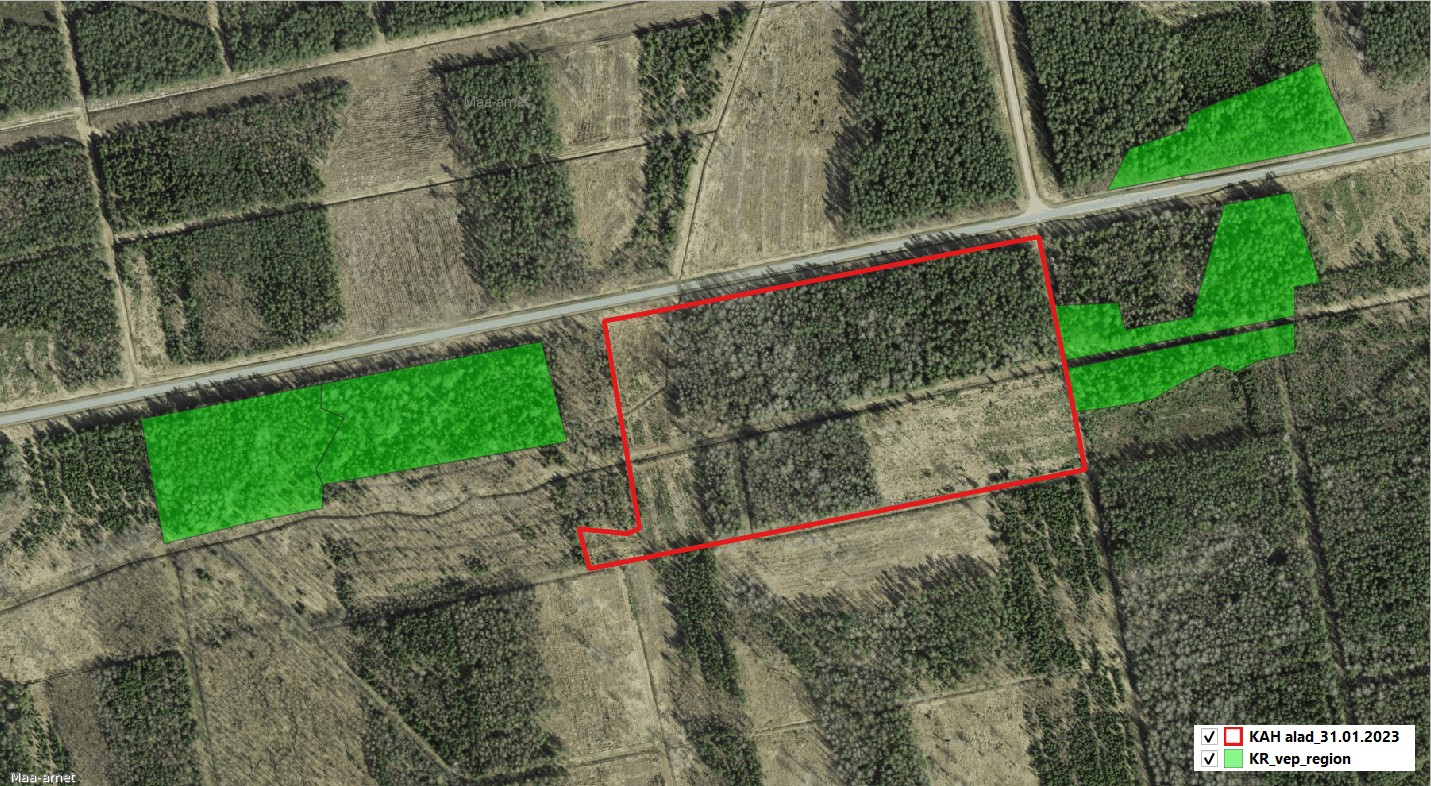 Maa-amet
KAH alad_31.01.2023
KR_vep_region
Maa-amet